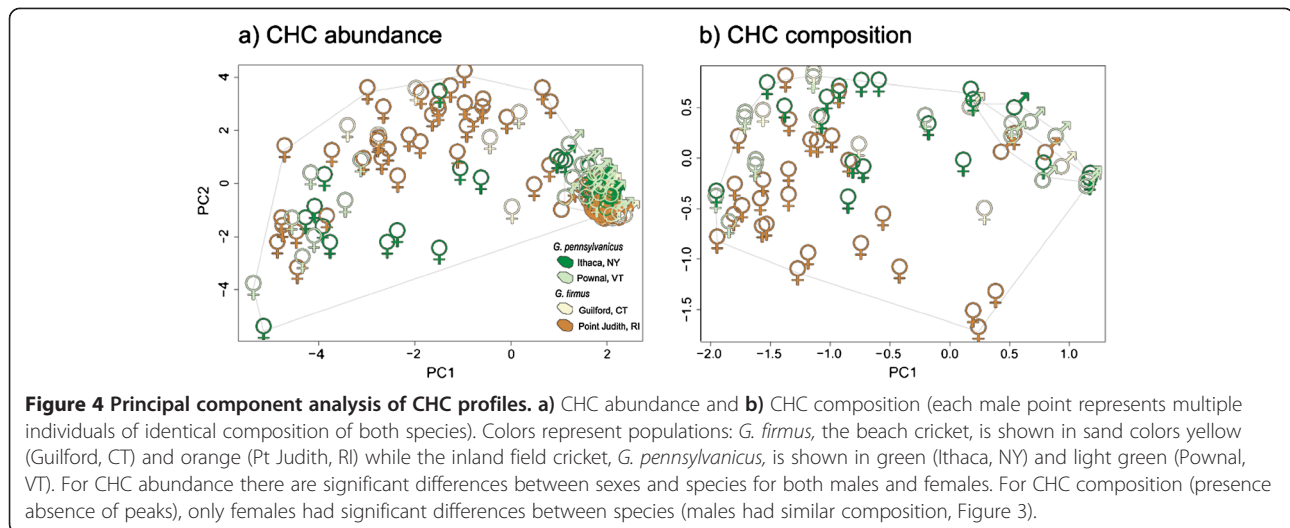 a) CHC abundance
b) CHC composition
PC2
4
2
0
−2
−4
−4
−2
0
2
PC1
G. pennsylvanicus
Ithaca, NY
Pownal, VT
G. firmus
Guilford, CT
Point Judith, RI
0.5
0.0
−0.5
−1.0
−1.5
−2.0
−1.5
−1.0
−0.5
0.0
0.5
1.0
PC1
Figure 4 Principal component analysis of CHC profiles. a) CHC abundance and b) CHC composition (each male point represents multiple
individuals of identical composition of both species). Colors represent populations: G. firmus, the beach cricket, is shown in sand colors yellow
(Guilford, CT) and orange (Pt Judith, RI) while the inland field cricket, G. pennsylvanicus, is shown in green (Ithaca, NY) and light green (Pownal,
VT). For CHC abundance there are significant differences between sexes and species for both males and females. For CHC composition (presence
absence of peaks), only females had significant differences between species (males had similar composition, Figure 3).